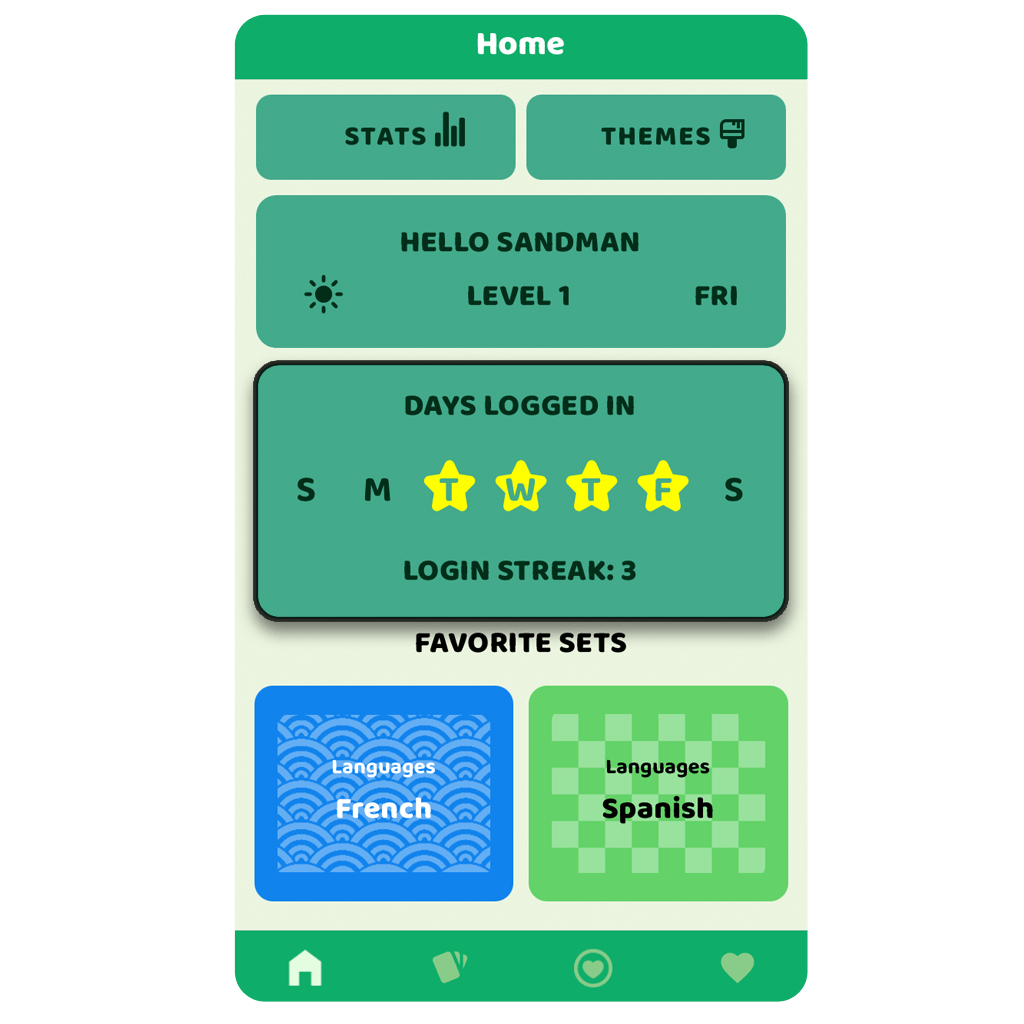 Home
STATS
THEMES
HELLO SANDMAN
LEVEL 1
FRI
DAYS LOGGED IN
S M T W T F S
LOGIN STREAK: 3
FAVORITE SETS
Languages
French
Languages
Spanish